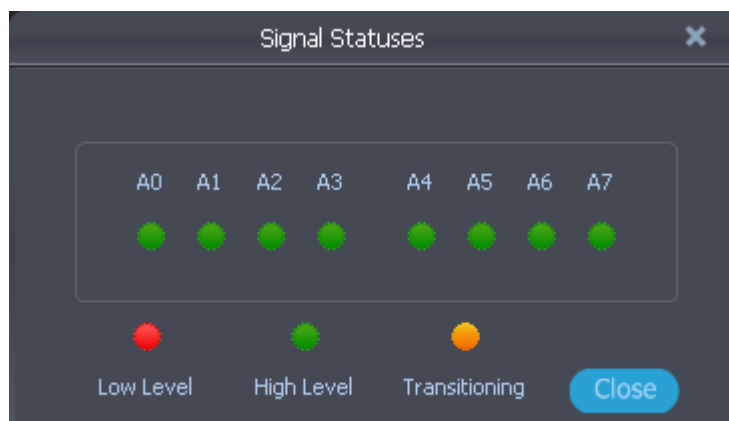 Signal Statuses
A0 A1 A2 A3 A4 A5 A6 A7
Low Level High Level Transitioning Close